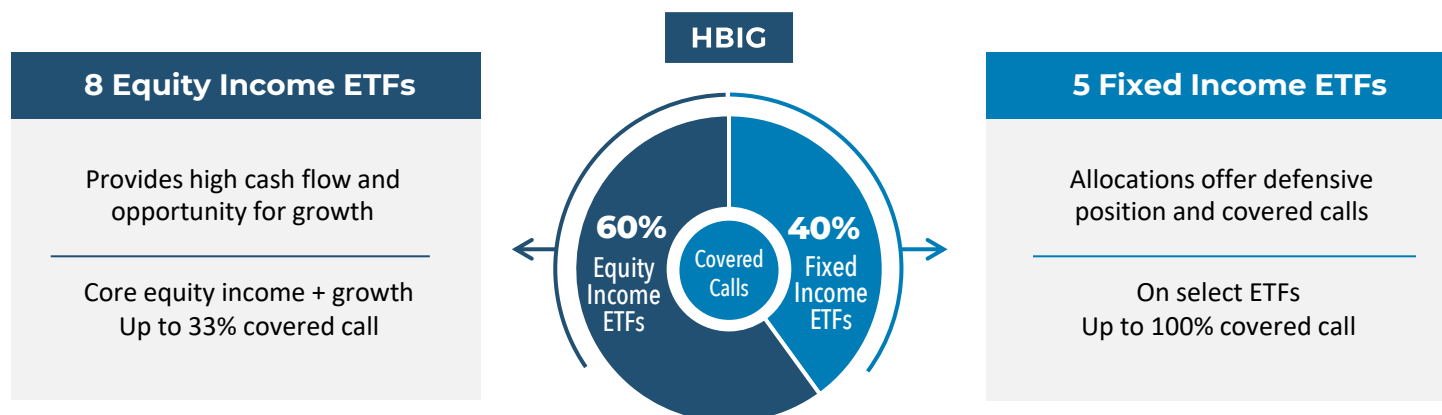 HBIG
8 Equity Income ETFs
Provides high cash flow and
opportunity for growth
Core equity income + growth
Up to 33% covered call
60%
Equity
Income
ETFs
Covered
Calls
40%
Fixed
Income
ETFs
5 Fixed Income ETFs
Allocations offer defensive
position and covered calls
On select ETFs
Up to 100% covered call